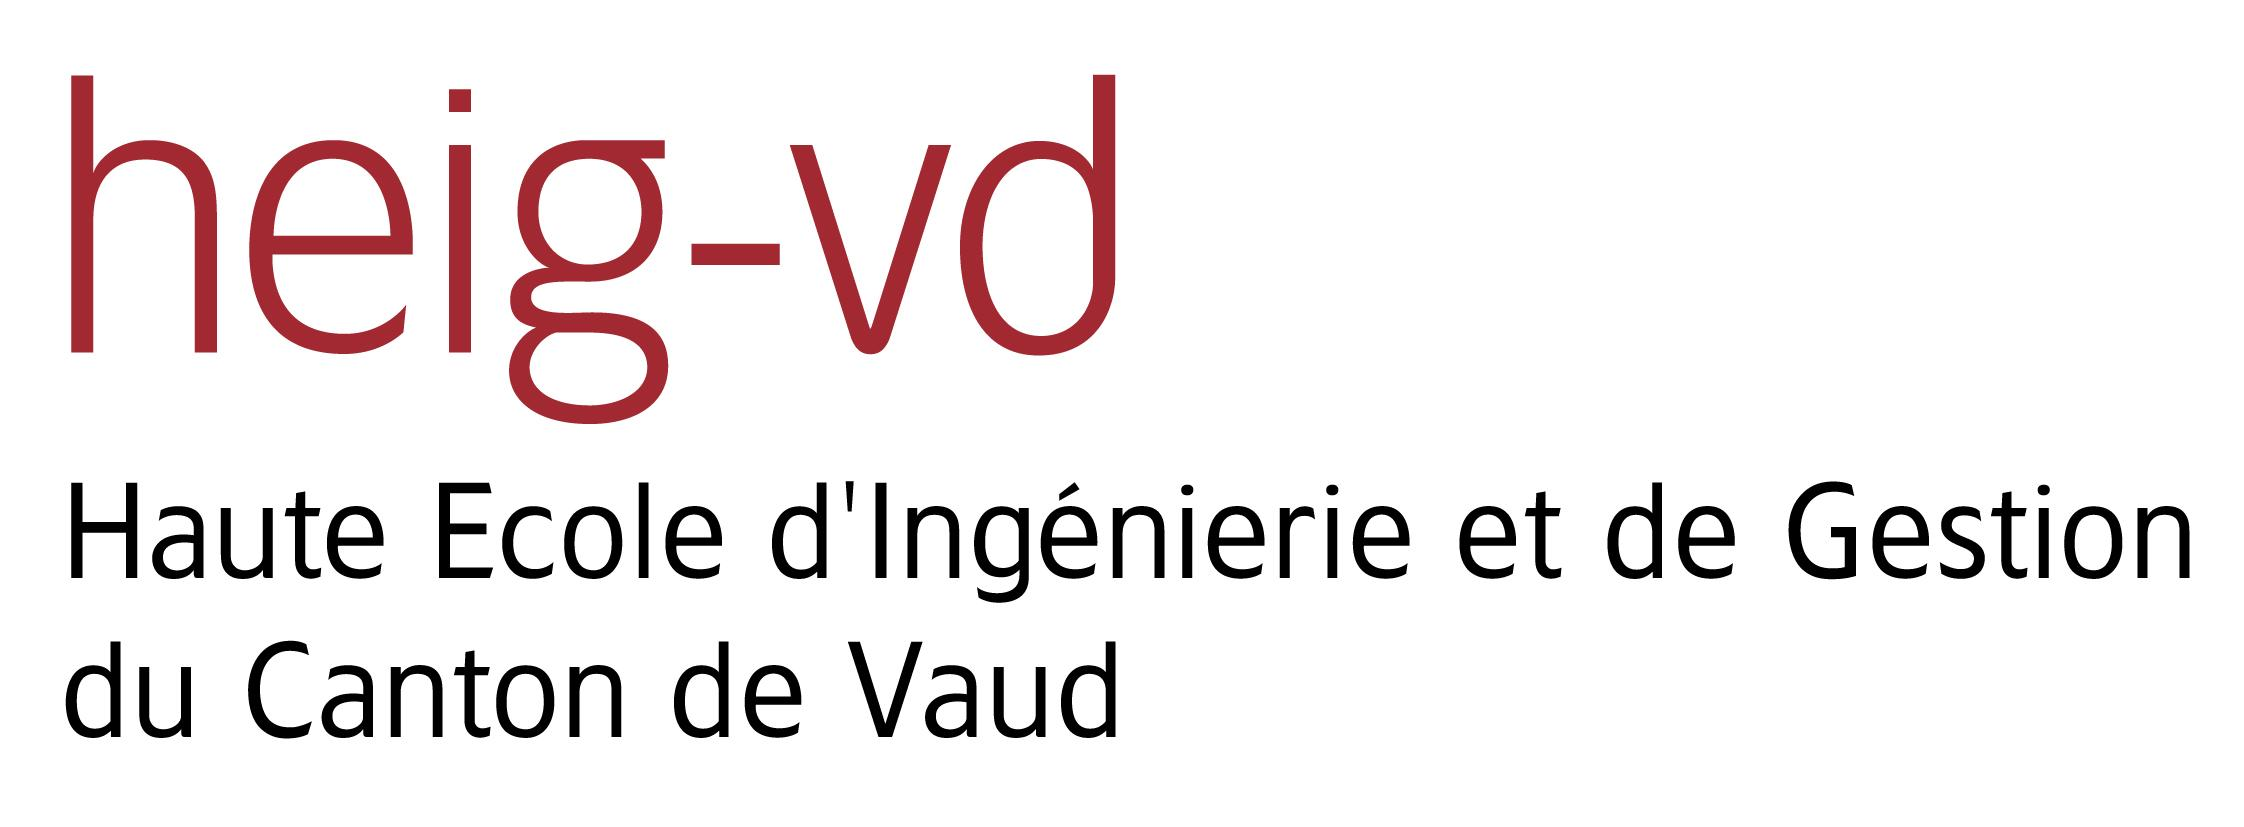 heig-vd
Haute Ecole d'Ingénierie et de Gestion
du Canton de Vaud